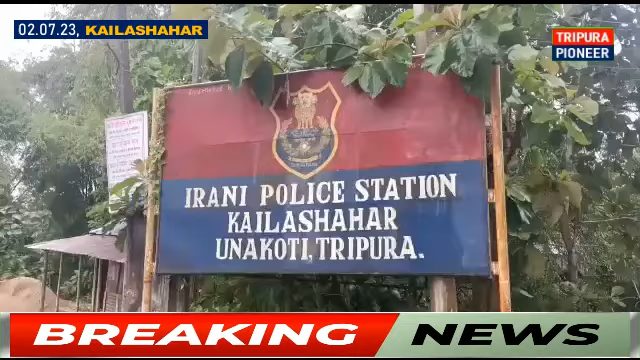 02.07.23, KAILASHAHAR
TRIPURA
PIONEER
IRANI POLICE STATION
KAILASHAHAR
UNAKOTI, TRIPURA.
BREAKING NEWS